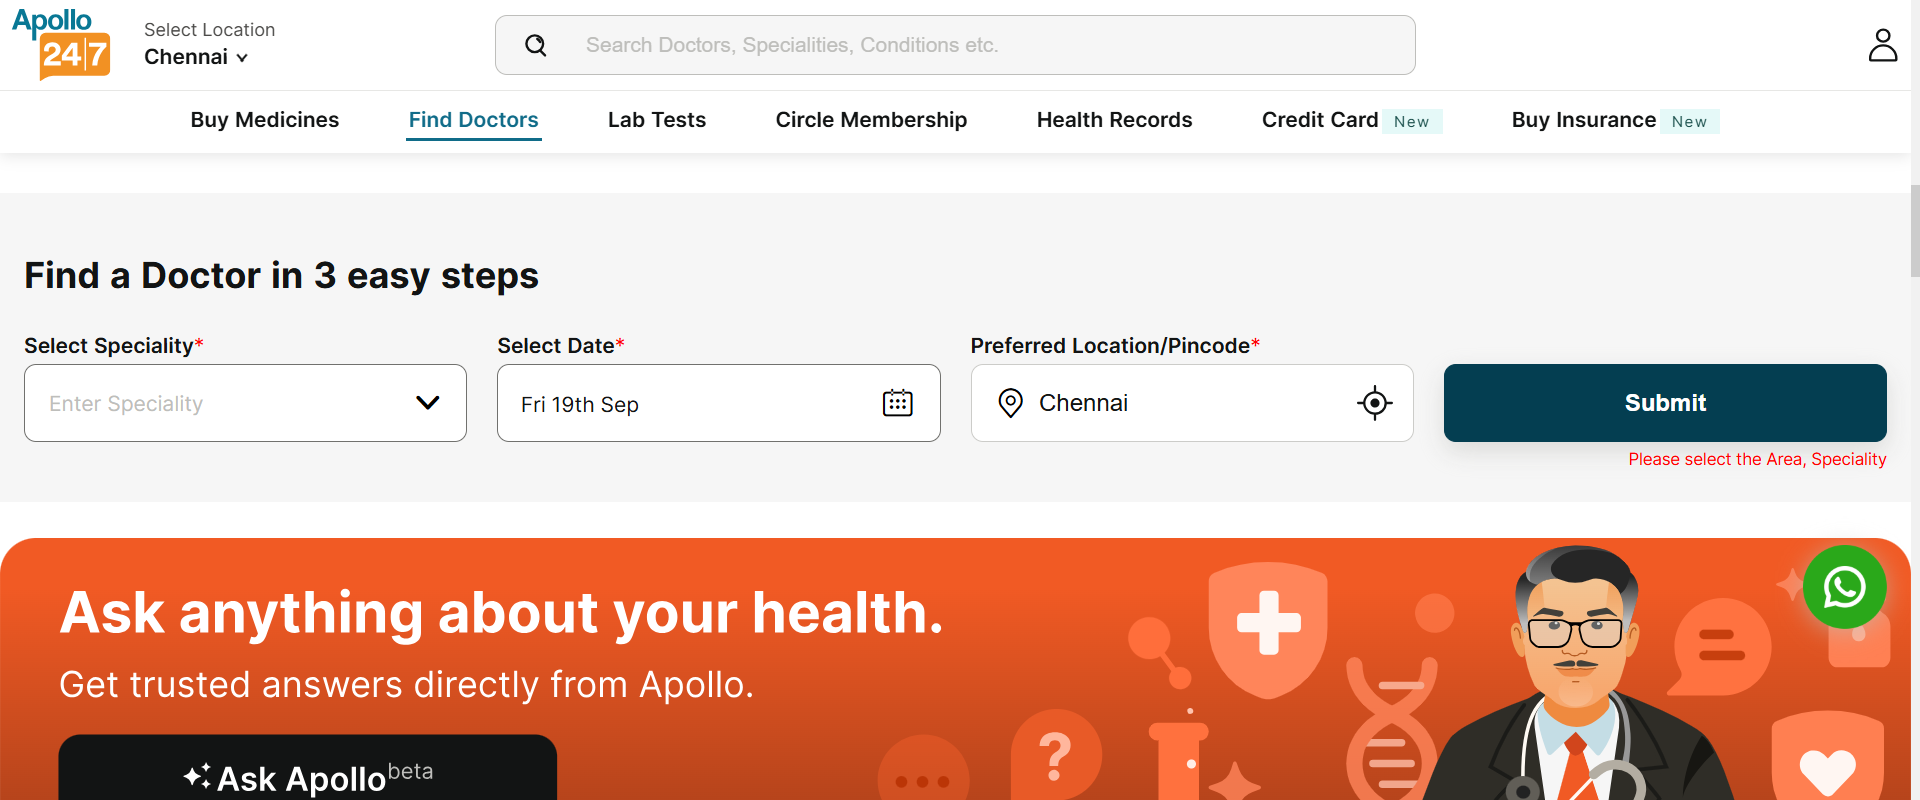 Apollo
24|7
Select Location
Chennai
Search Doctors, Specialities, Conditions etc.
Buy Medicines
Find Doctors
Lab Tests
Circle Membership
Health Records
Credit Card New
Buy Insurance New
Find a Doctor in 3 easy steps
Select Speciality*
Enter Speciality
Select Date*
Fri 19th Sep
Preferred Location/Pincode*
Chennai
Submit
Please select the Area, Speciality
Ask anything about your health.
Get trusted answers directly from Apollo.
Ask Apollo beta
?